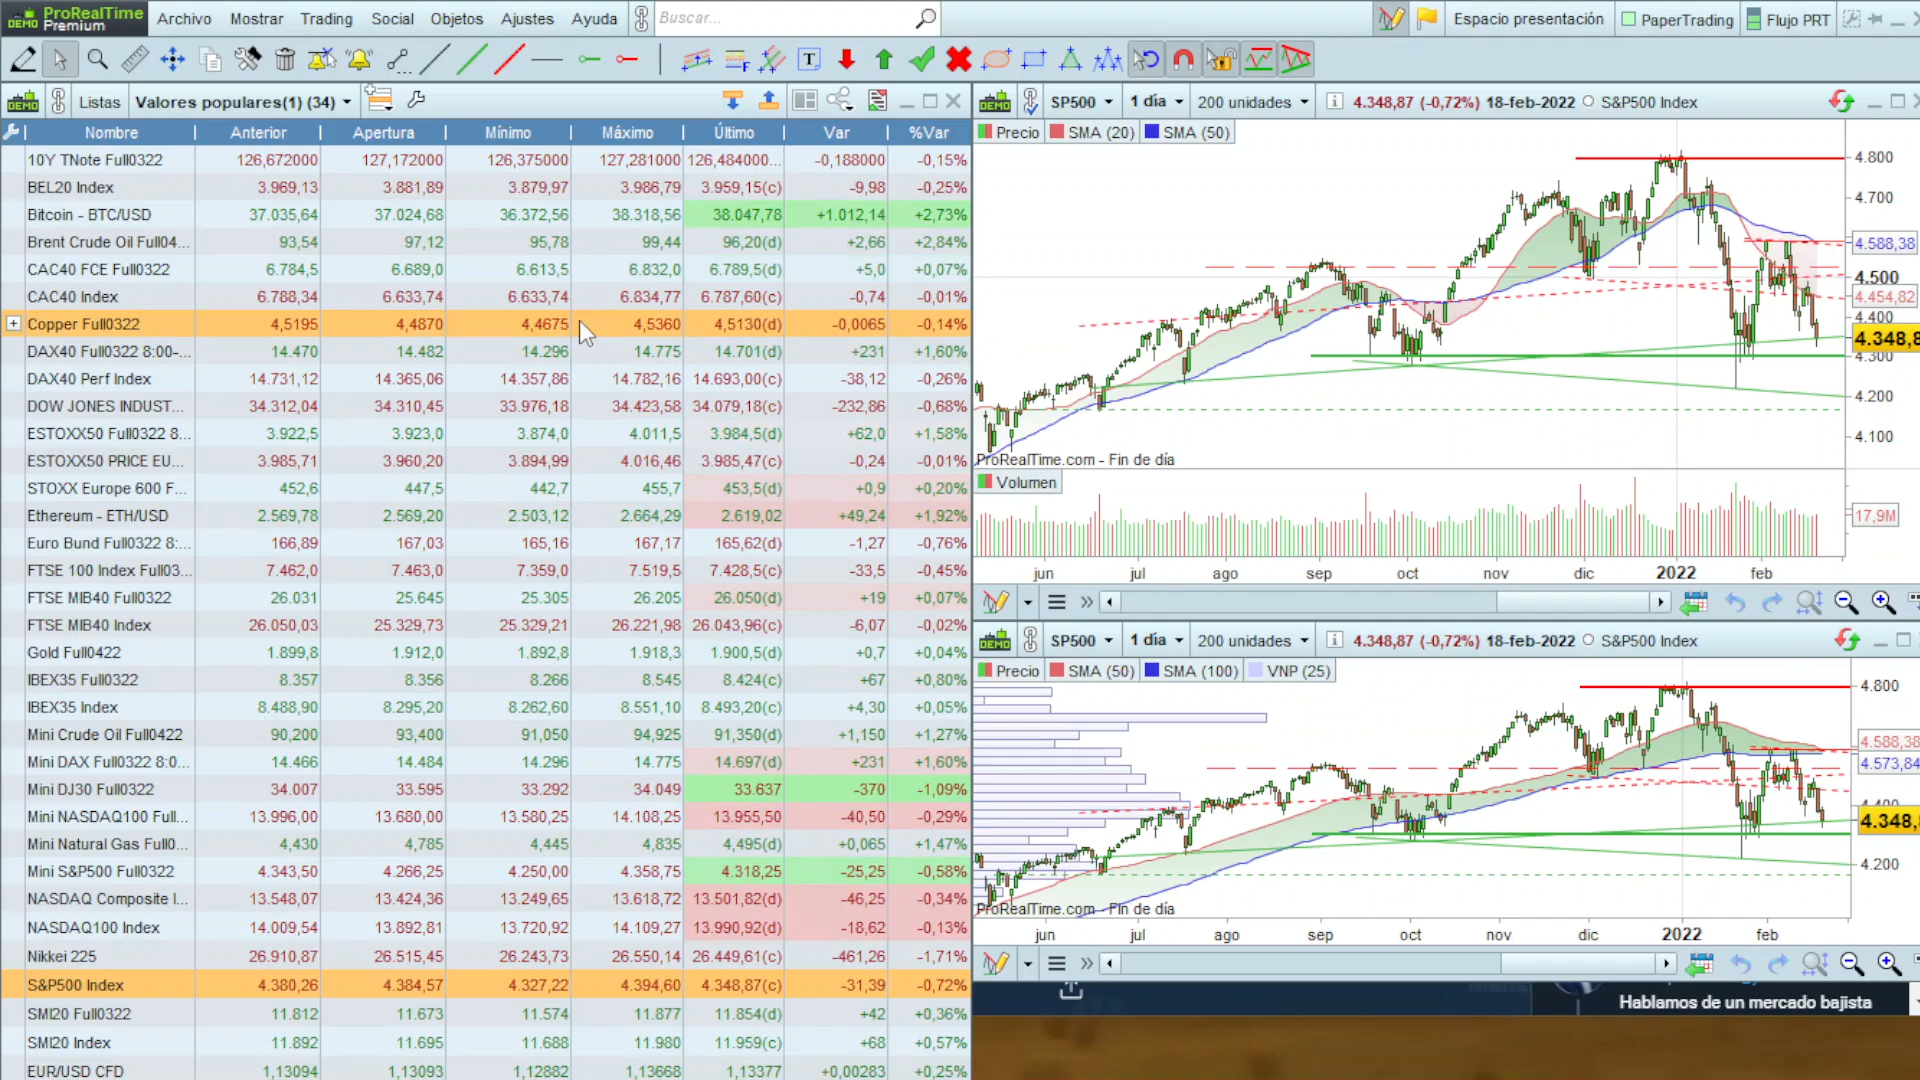 DEMO ProRealTime Premium Archivo Mostrar Trading Social Objetos Ajustes Ayuda Buscar... Espacio presentación PaperTrading Flujo PRT
DEMO Listas Valores populares(1) (34)
Nombre Anterior Apertura Mínimo Máximo Último Var %Var
10Y TNote Full0322 126,672000 127,172000 126,375000 127,281000 126,484000... -0,188000 -0,15%
BEL20 Index 3.969,13 3.881,89 3.879,97 3.986,79 3.959,15(c) -9,98 -0,25%
Bitcoin - BTC/USD 37.035,64 37.024,68 36.372,56 38.318,56 38.047,78 +1.012,14 +2,73%
Brent Crude Oil Full04... 93,54 97,12 95,78 99,44 96,20(d) +2,66 +2,84%
CAC40 FCE Full0322 6.784,5 6.689,0 6.613,5 6.832,0 6.789,5(d) +5,0 +0,07%
CAC40 Index 6.788,34 6.633,74 6.633,74 6.834,77 6.787,60(c) -0,74 -0,01%
Copper Full0322 4,5195 4,4870 4,4675 4,5360 4,5130(d) -0,0065 -0,14%
DAX40 Full0322 8:00-... 14.470 14.482 14.296 14.775 14.701(d) +231 +1,60%
DAX40 Perf Index 14.731,12 14.365,06 14.357,86 14.782,16 14.693,00(c) -38,12 -0,26%
DOW JONES INDUST... 34.312,04 34.310,45 33.976,18 34.423,58 34.079,18(c) -232,86 -0,68%
ESTOXX50 Full0322 8... 3.922,5 3.923,0 3.874,0 4.011,5 3.984,5(d) +62,0 +1,58%
ESTOXX50 PRICE EU... 3.985,71 3.960,20 3.894,99 4.016,46 3.985,47(c) -0,24 -0,01%
STOXX Europe 600 F... 452,6 447,5 442,7 455,7 453,5(d) +0,9 +0,20%
Ethereum - ETH/USD 2.569,78 2.569,20 2.503,12 2.664,29 2.619,02 +49,24 +1,92%
Euro Bund Full0322 8:... 166,89 167,03 165,16 167,17 165,62(d) -1,27 -0,76%
FTSE 100 Index Full03... 7.462,0 7.463,0 7.359,0 7.519,5 7.428,5(c) -33,5 -0,45%
FTSE MIB40 Full0322 26.031 25.645 25.305 26.205 26.050(d) +19 +0,07%
FTSE MIB40 Index 26.050,03 25.329,73 25.329,21 26.221,98 26.043,96(c) -6,07 -0,02%
Gold Full0422 1.899,8 1.912,0 1.892,8 1.918,3 1.900,5(d) +0,7 +0,04%
IBEX35 Full0322 8.357 8.356 8.266 8.545 8.424(c) +67 +0,80%
IBEX35 Index 8.488,90 8.295,20 8.262,60 8.551,10 8.493,20(c) +4,30 +0,05%
Mini Crude Oil Full0422 90,200 93,400 91,050 94,925 91,350(d) +1,150 +1,27%
Mini DAX Full0322 8:0... 14.466 14.484 14.296 14.775 14.697(d) +231 +1,60%
Mini DJ30 Full0322 34.007 33.595 33.292 34.049 33.637 -370 -1,09%
Mini NASDAQ100 Full... 13.996,00 13.680,00 13.580,25 14.108,25 13.955,50 -40,50 -0,29%
Mini Natural Gas Full0... 4,430 4,785 4,445 4,835 4,495(d) +0,065 +1,47%
Mini S&P500 Full0322 4.343,50 4.266,25 4.250,00 4.358,75 4.318,25 -25,25 -0,58%
NASDAQ Composite I... 13.548,07 13.424,36 13.249,65 13.618,72 13.501,82(d) -46,25 -0,34%
NASDAQ100 Index 14.009,54 13.892,81 13.720,92 14.109,27 13.990,92(d) -18,62 -0,13%
Nikkei 225 26.910,87 26.515,45 26.243,73 26.550,14 26.449,61(c) -461,26 -1,71%
S&P500 Index 4.380,26 4.384,57 4.327,22 4.394,60 4.348,87(c) -31,39 -0,72%
SMI20 Full0322 11.812 11.673 11.574 11.877 11.854(d) +42 +0,36%
SMI20 Index 11.892 11.695 11.688 11.980 11.959(c) +68 +0,57%
EUR/USD CFD 1,13094 1,13093 1,12882 1,13668 1,13377 +0,00283 +0,25%
DEMO SP500 1 día 200 unidades 4.348,87 (-0,72%) 18-feb-2022 S&P500 Index
Precio SMA (20) SMA (50)
4.800
4.700
4.588,38
4.500
4.454,82
4.400
4.348,8
4.300
4.200
4.100
ProRealTime.com - Fin de día
Volumen
17,9M
jun jul ago sep oct nov dic 2022 feb
DEMO SP500 1 día 200 unidades 4.348,87 (-0,72%) 18-feb-2022 S&P500 Index
Precio SMA (50) SMA (100) VNP (25)
4.800
4.588,38
4.573,84
4.400
4.348,
4.200
ProRealTime.com - Fin de día
jun jul ago sep oct nov dic 2022 feb
Hablamos de un mercado bajista